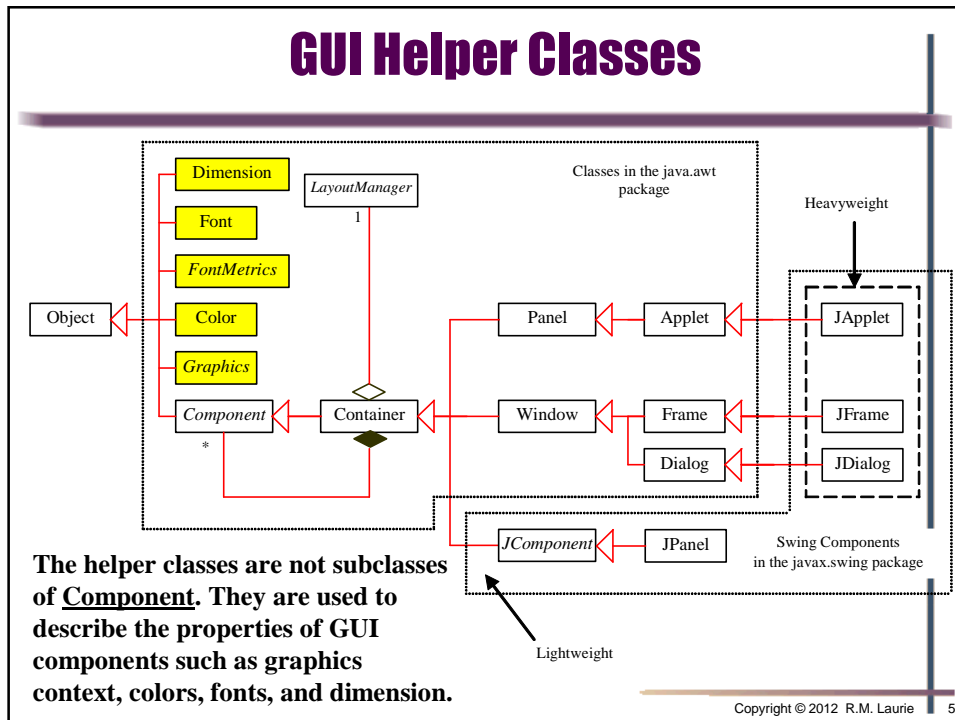 GUI Helper Classes
Dimension
LayoutManager
1
Classes in the java.awt
package
Heavyweight
Font
FontMetrics
Object
Color
Panel
Applet
JApplet
Graphics
Component
*
Container
Window
Frame
JFrame
Dialog
JDialog
JComponent
JPanel
Swing Components
in the javax.swing package
Lightweight
The helper classes are not subclasses
of Component. They are used to
describe the properties of GUI
components such as graphics
context, colors, fonts, and dimension.
Copyright © 2012 R.M. Laurie 5